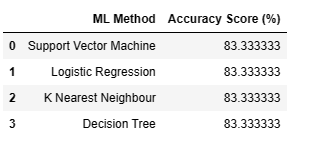 ML Method Accuracy Score (%)
0 Support Vector Machine 83.333333
1 Logistic Regression 83.333333
2 K Nearest Neighbour 83.333333
3 Decision Tree 83.333333